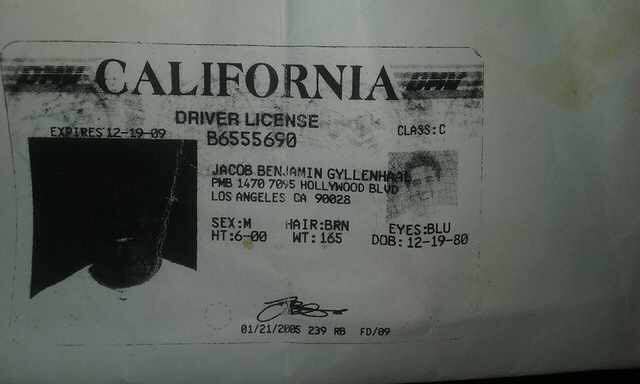 DMV CALIFORNIA DMV
DRIVER LICENSE
EXPIRES 12-19-09 B6555690 CLASS: C
JACOB BENJAMIN GYLLENHAAL
PMB 1470 7095 HOLLYWOOD BLVD
LOS ANGELES CA 90028
SEX:M HAIR:BRN EYES:BLU
HT:6-00 WT:165 DOB:12-19-80
01/21/2005 239 RB FD/09